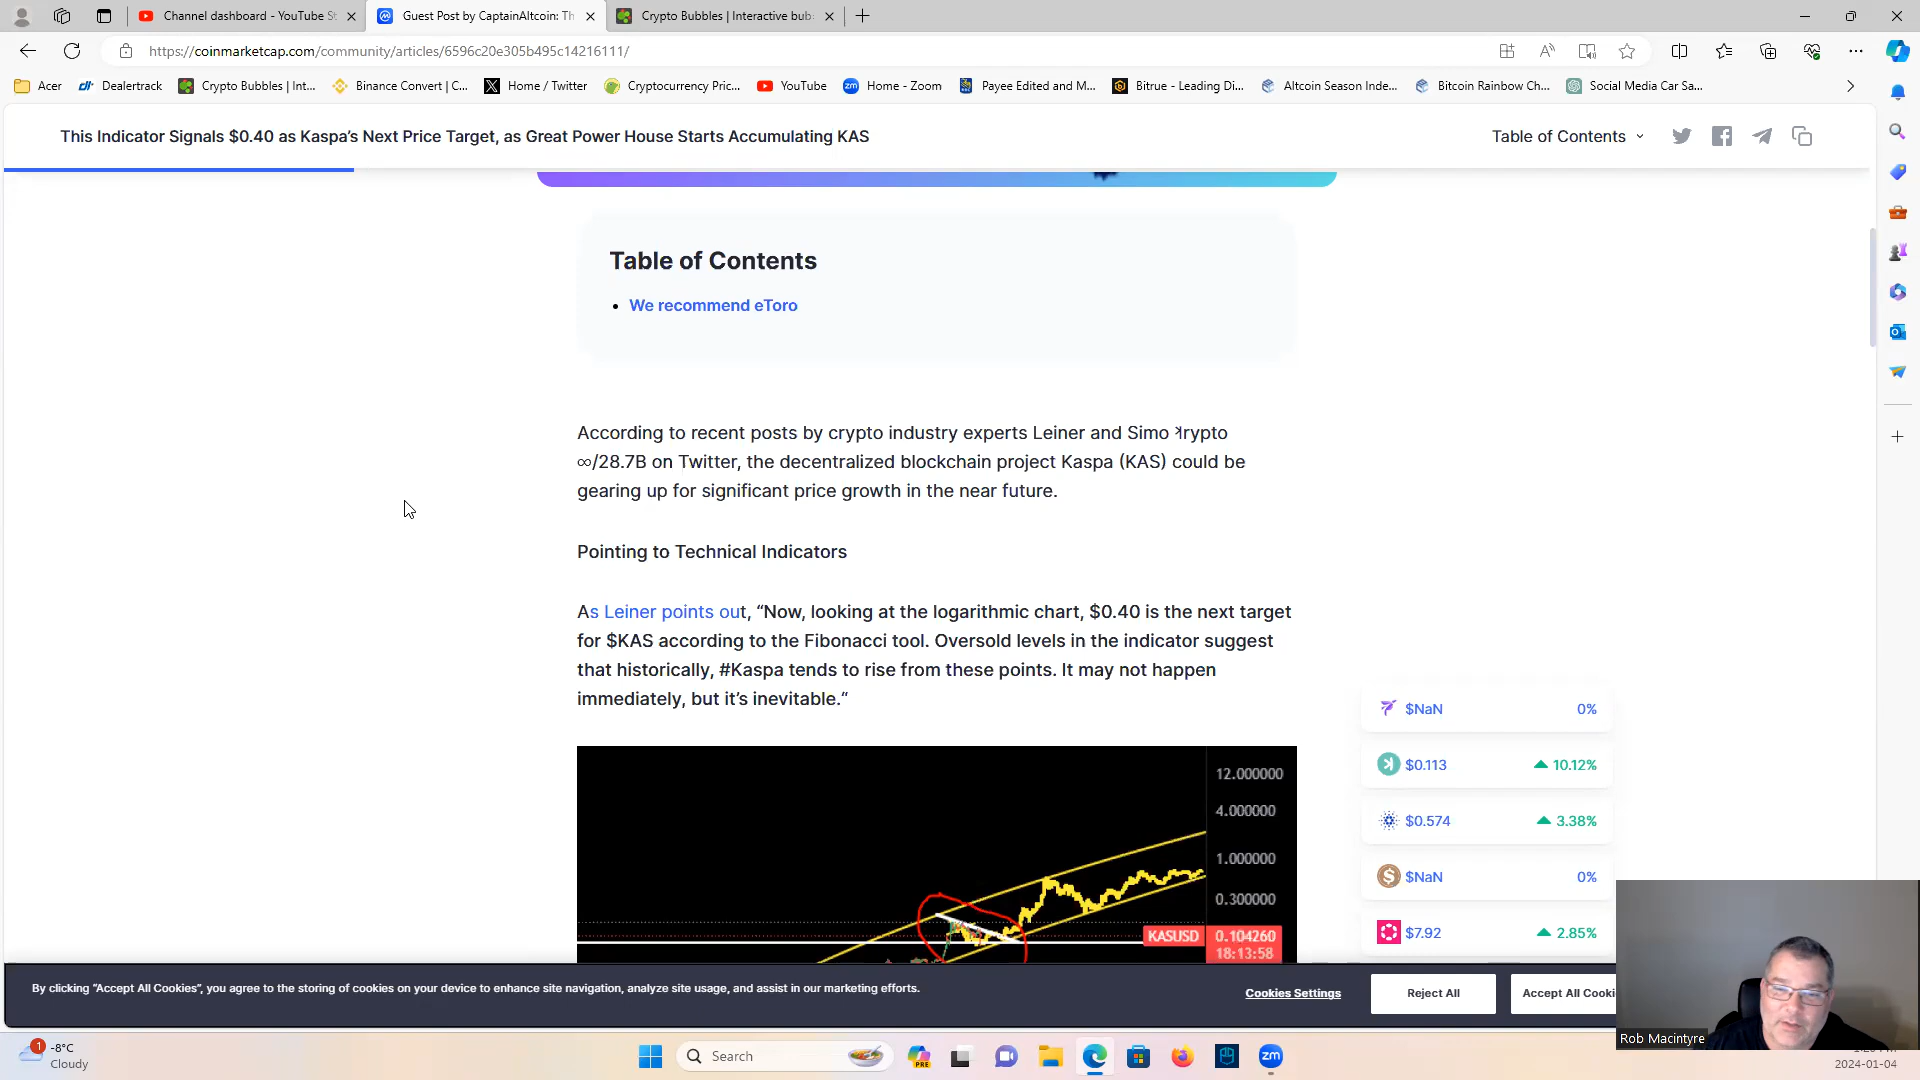 Channel dashboard - YouTube St
Guest Post by CaptainAltcoin: Th
Crypto Bubbles | Interactive bub
https://coinmarketcap.com/community/articles/6596c20e305b495c14216111/
Acer
Dealertrack
Crypto Bubbles | Int...
Binance Convert | C...
Home / Twitter
Cryptocurrency Pric...
YouTube
Home - Zoom
Payee Edited and M...
Bitrue - Leading Di...
Altcoin Season Inde...
Bitcoin Rainbow Ch...
Social Media Car Sa...
This Indicator Signals $0.40 as Kaspa's Next Price Target, as Great Power House Starts Accumulating KAS
Table of Contents
Table of Contents
• We recommend eToro
According to recent posts by crypto industry experts Leiner and Simo ꓘrypto
∞/28.7B on Twitter, the decentralized blockchain project Kaspa (KAS) could be
gearing up for significant price growth in the near future.
Pointing to Technical Indicators
As Leiner points out, “Now, looking at the logarithmic chart, $0.40 is the next target
for $KAS according to the Fibonacci tool. Oversold levels in the indicator suggest
that historically, #Kaspa tends to rise from these points. It may not happen
immediately, but it’s inevitable.“
12.000000
4.000000
1.000000
0.300000
KASUSD
0.104260
18:13:58
$NaN 0%
$0.113 10.12%
$0.574 3.38%
$NaN 0%
$7.92 2.85%
By clicking “Accept All Cookies”, you agree to the storing of cookies on your device to enhance site navigation, analyze site usage, and assist in our marketing efforts.
Cookies Settings
Reject All
Accept All Cooki
Rob Macintyre
1
-8°C
Cloudy
Search
PRE
zm
2024-01-04